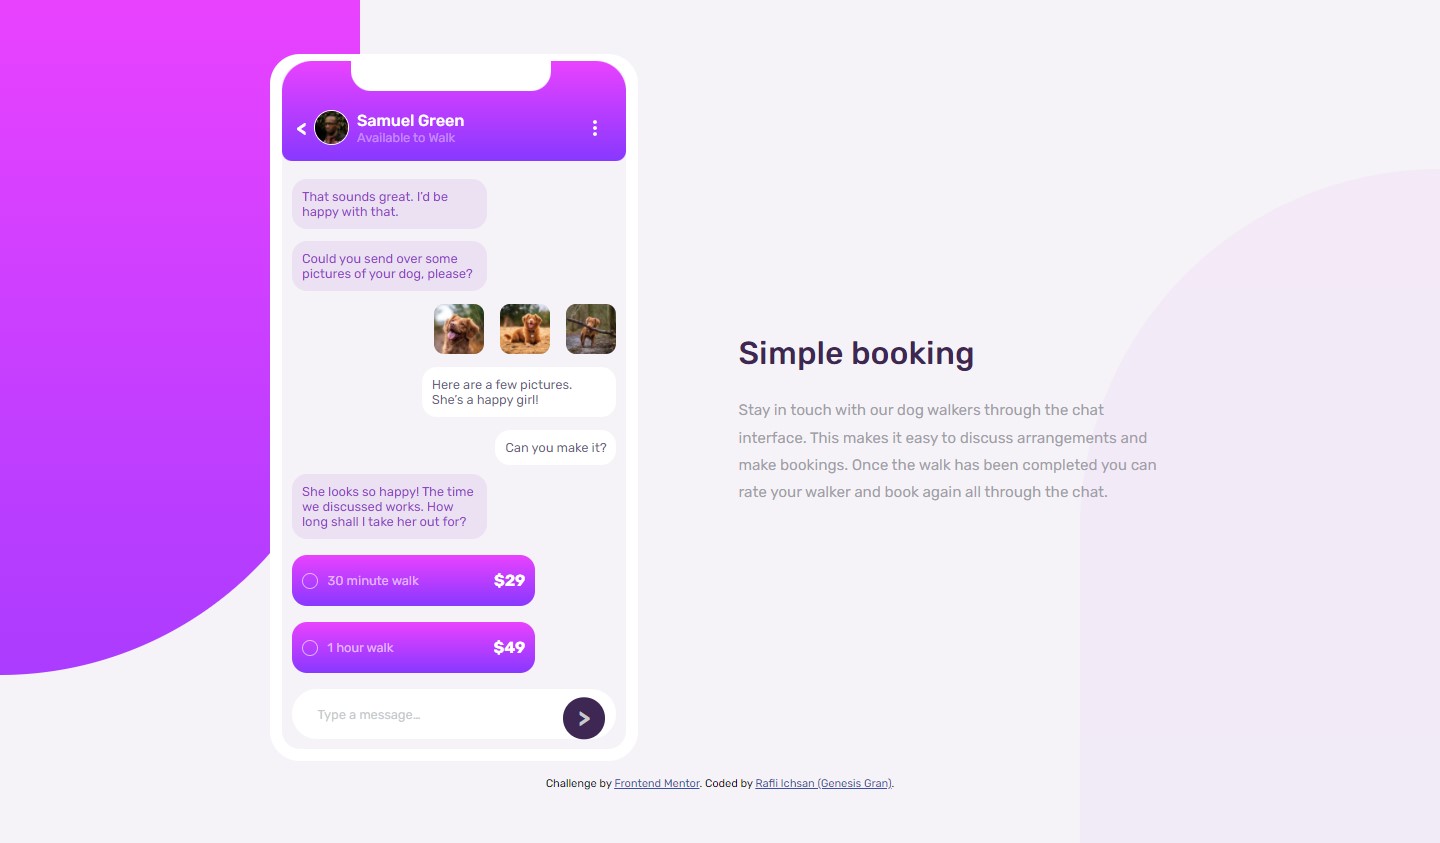 Samuel Green
Available to Walk
That sounds great. I'd be
happy with that.
Could you send over some
pictures of your dog, please?
Here are a few pictures.
She's a happy girl!
Can you make it?
She looks so happy! The time
we discussed works. How
long shall I take her out for?
30 minute walk $29
1 hour walk $49
Type a message…
Simple booking
Stay in touch with our dog walkers through the chat
interface. This makes it easy to discuss arrangements and
make bookings. Once the walk has been completed you can
rate your walker and book again all through the chat.
Challenge by Frontend Mentor. Coded by Rafli Ichsan (Genesis Gran).